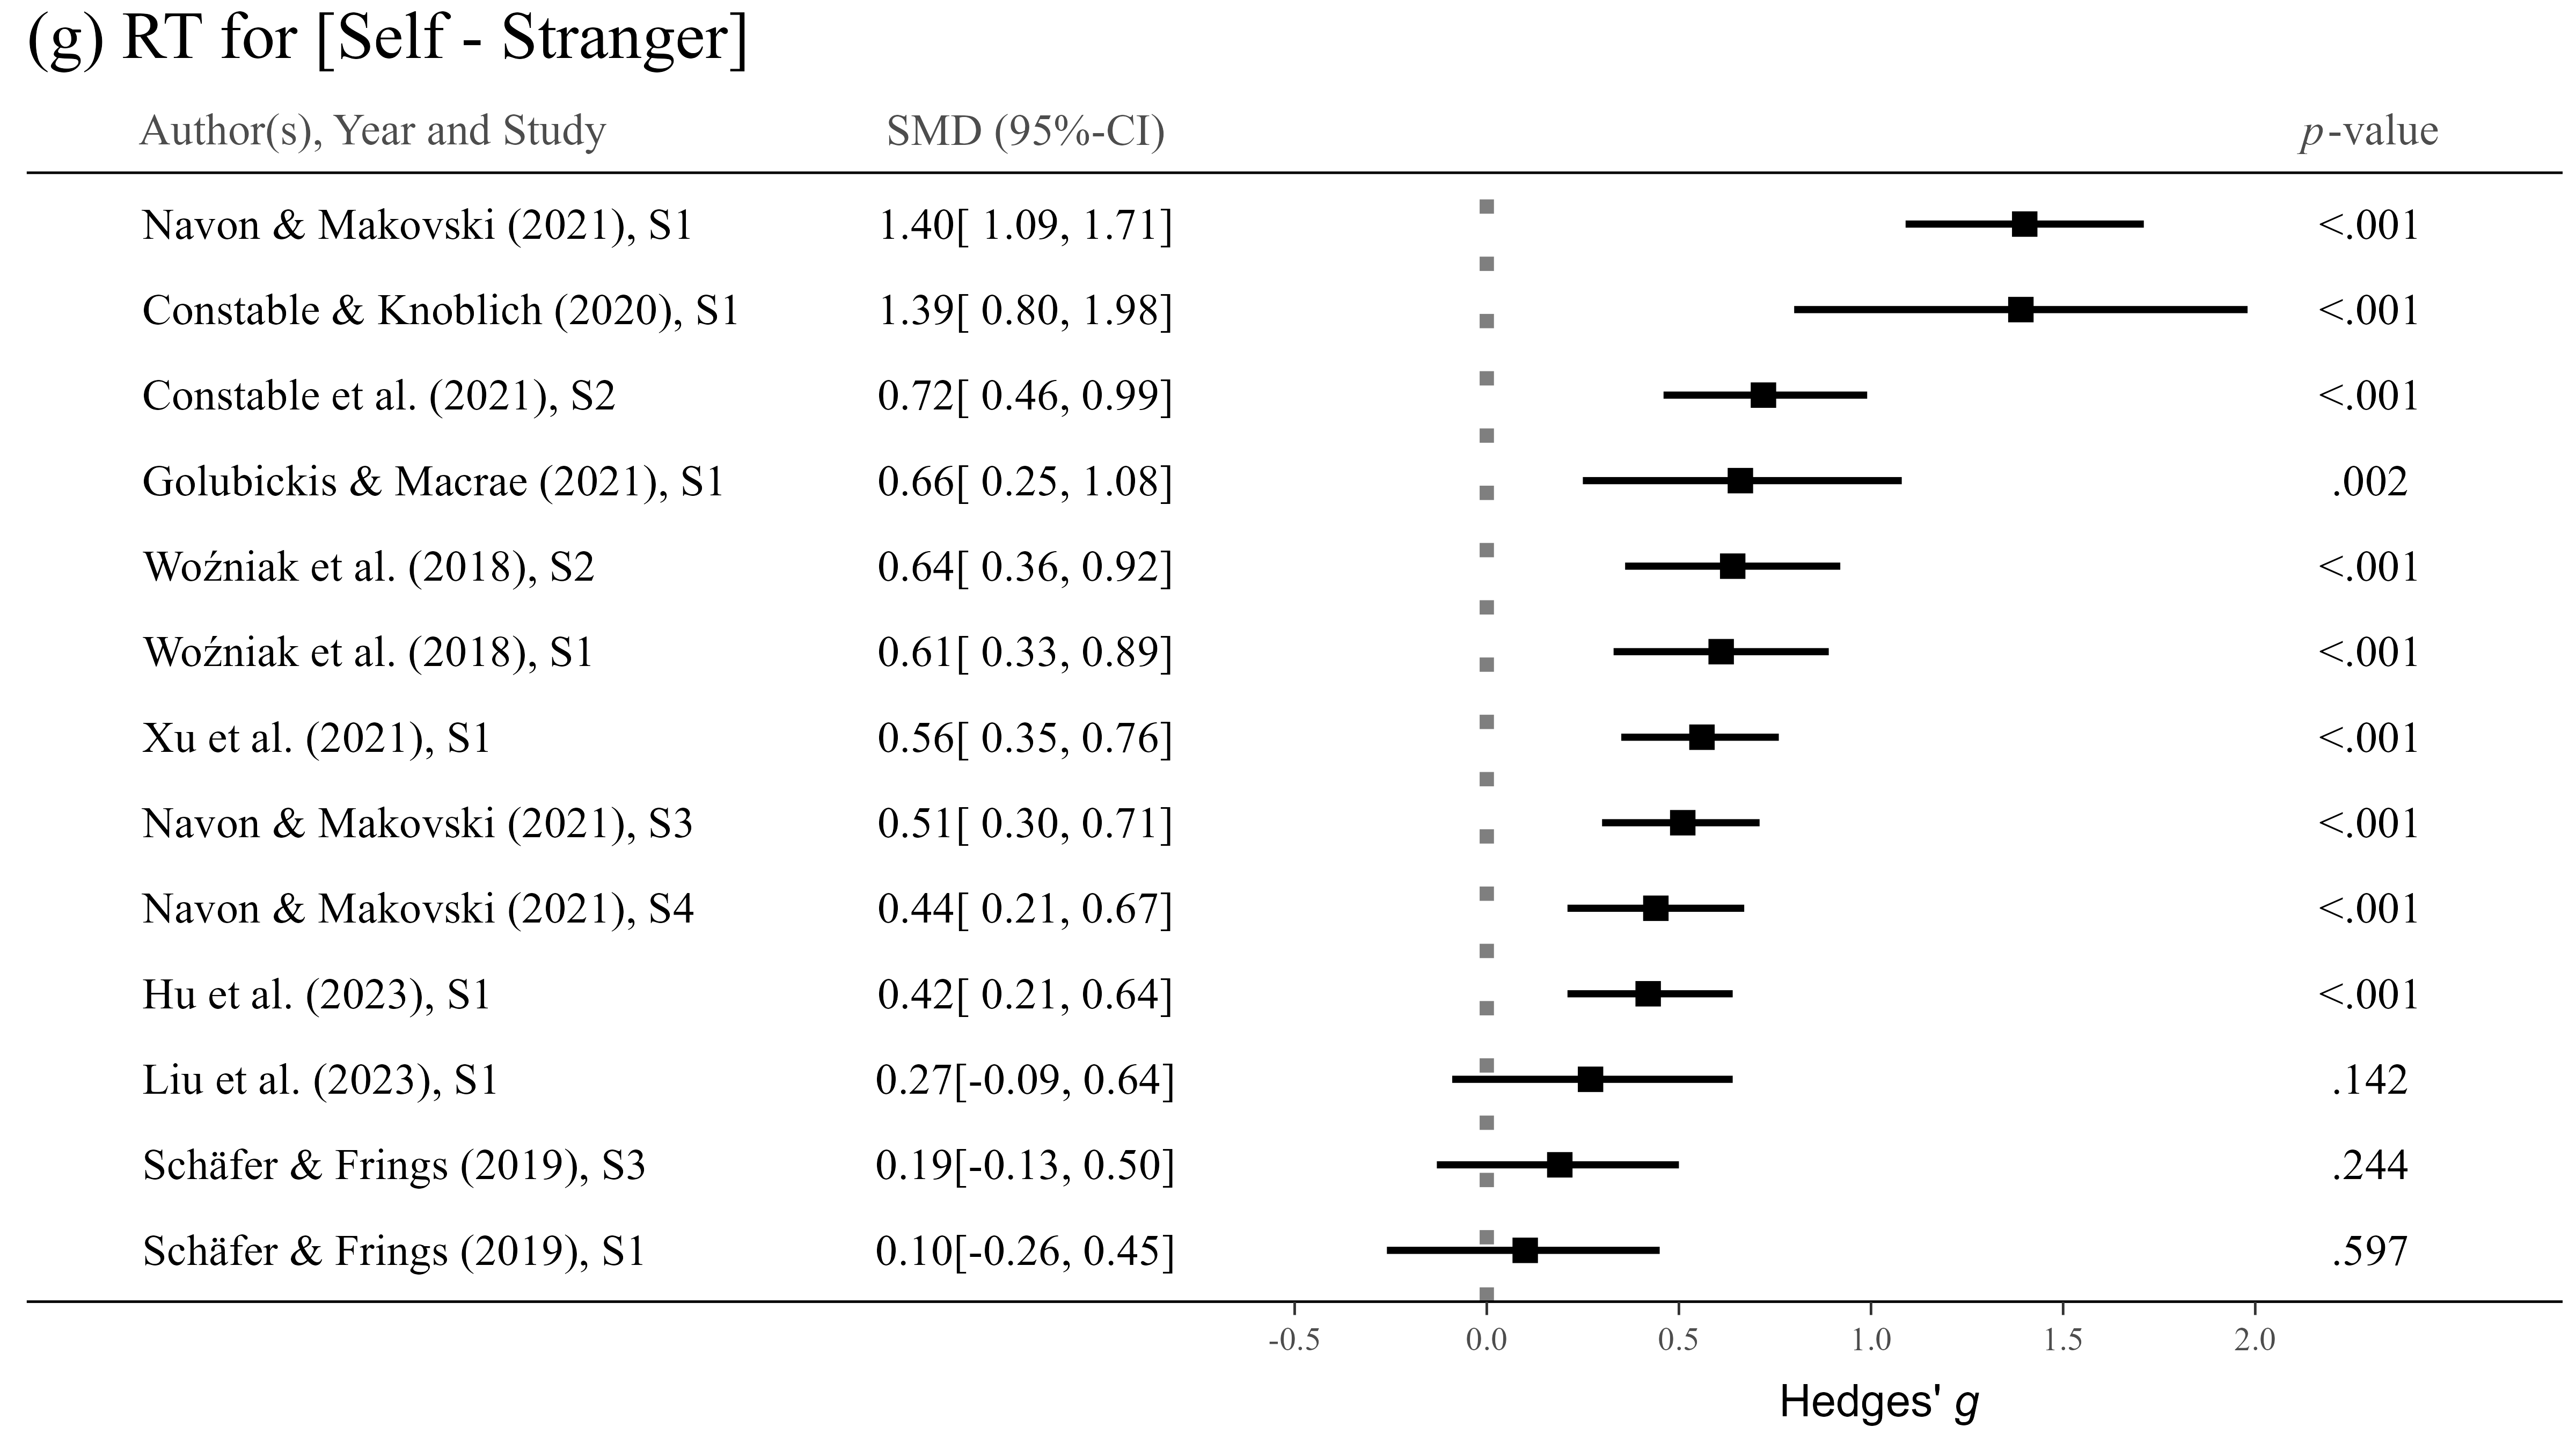 (g) RT for [Self - Stranger]
Author(s), Year and Study SMD (95%-CI) p-value
Navon & Makovski (2021), S1 1.40[ 1.09, 1.71] <.001
Constable & Knoblich (2020), S1 1.39[ 0.80, 1.98] <.001
Constable et al. (2021), S2 0.72[ 0.46, 0.99] <.001
Golubickis & Macrae (2021), S1 0.66[ 0.25, 1.08] .002
Woźniak et al. (2018), S2 0.64[ 0.36, 0.92] <.001
Woźniak et al. (2018), S1 0.61[ 0.33, 0.89] <.001
Xu et al. (2021), S1 0.56[ 0.35, 0.76] <.001
Navon & Makovski (2021), S3 0.51[ 0.30, 0.71] <.001
Navon & Makovski (2021), S4 0.44[ 0.21, 0.67] <.001
Hu et al. (2023), S1 0.42[ 0.21, 0.64] <.001
Liu et al. (2023), S1 0.27[-0.09, 0.64] .142
Schäfer & Frings (2019), S3 0.19[-0.13, 0.50] .244
Schäfer & Frings (2019), S1 0.10[-0.26, 0.45] .597
-0.5 0.0 0.5 1.0 1.5 2.0
Hedges' g